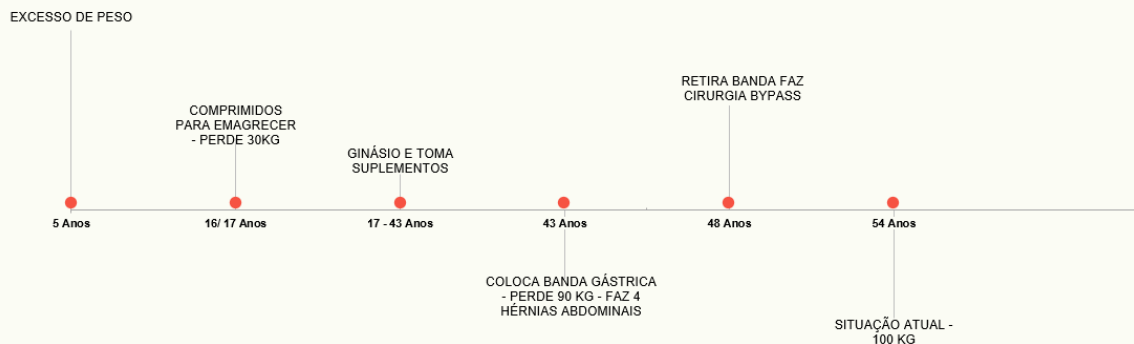 EXCESSO DE PESO
COMPRIMIDOS
PARA EMAGRECER
- PERDE 30KG
GINÁSIO E TOMA
SUPLEMENTOS
RETIRA BANDA FAZ
CIRURGIA BYPASS
5 Anos
16/ 17 Anos
17 - 43 Anos
43 Anos
48 Anos
54 Anos
COLOCA BANDA GÁSTRICA
- PERDE 90 KG - FAZ 4
HÉRNIAS ABDOMINAIS
SITUAÇÃO ATUAL -
100 KG